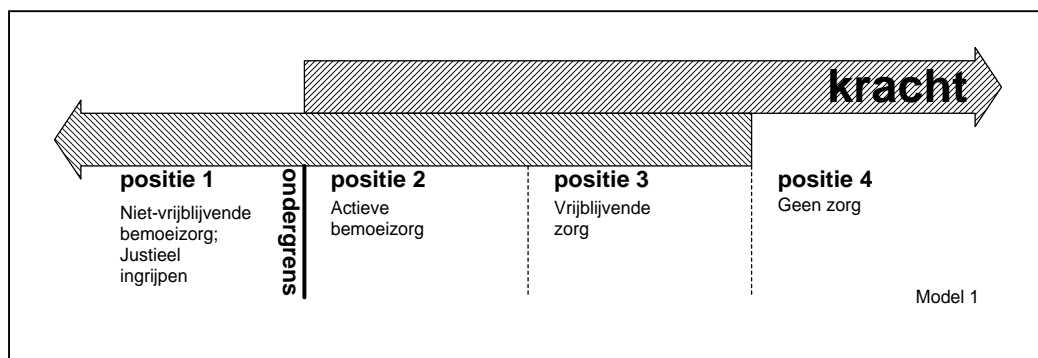 kracht
positie 1
Niet-vrijblijvende
bemoeizorg;
Justieel
ingrijpen
ondergrens
positie 2
Actieve
bemoeizorg
positie 3
Vrijblijvende
zorg
positie 4
Geen zorg
Model 1